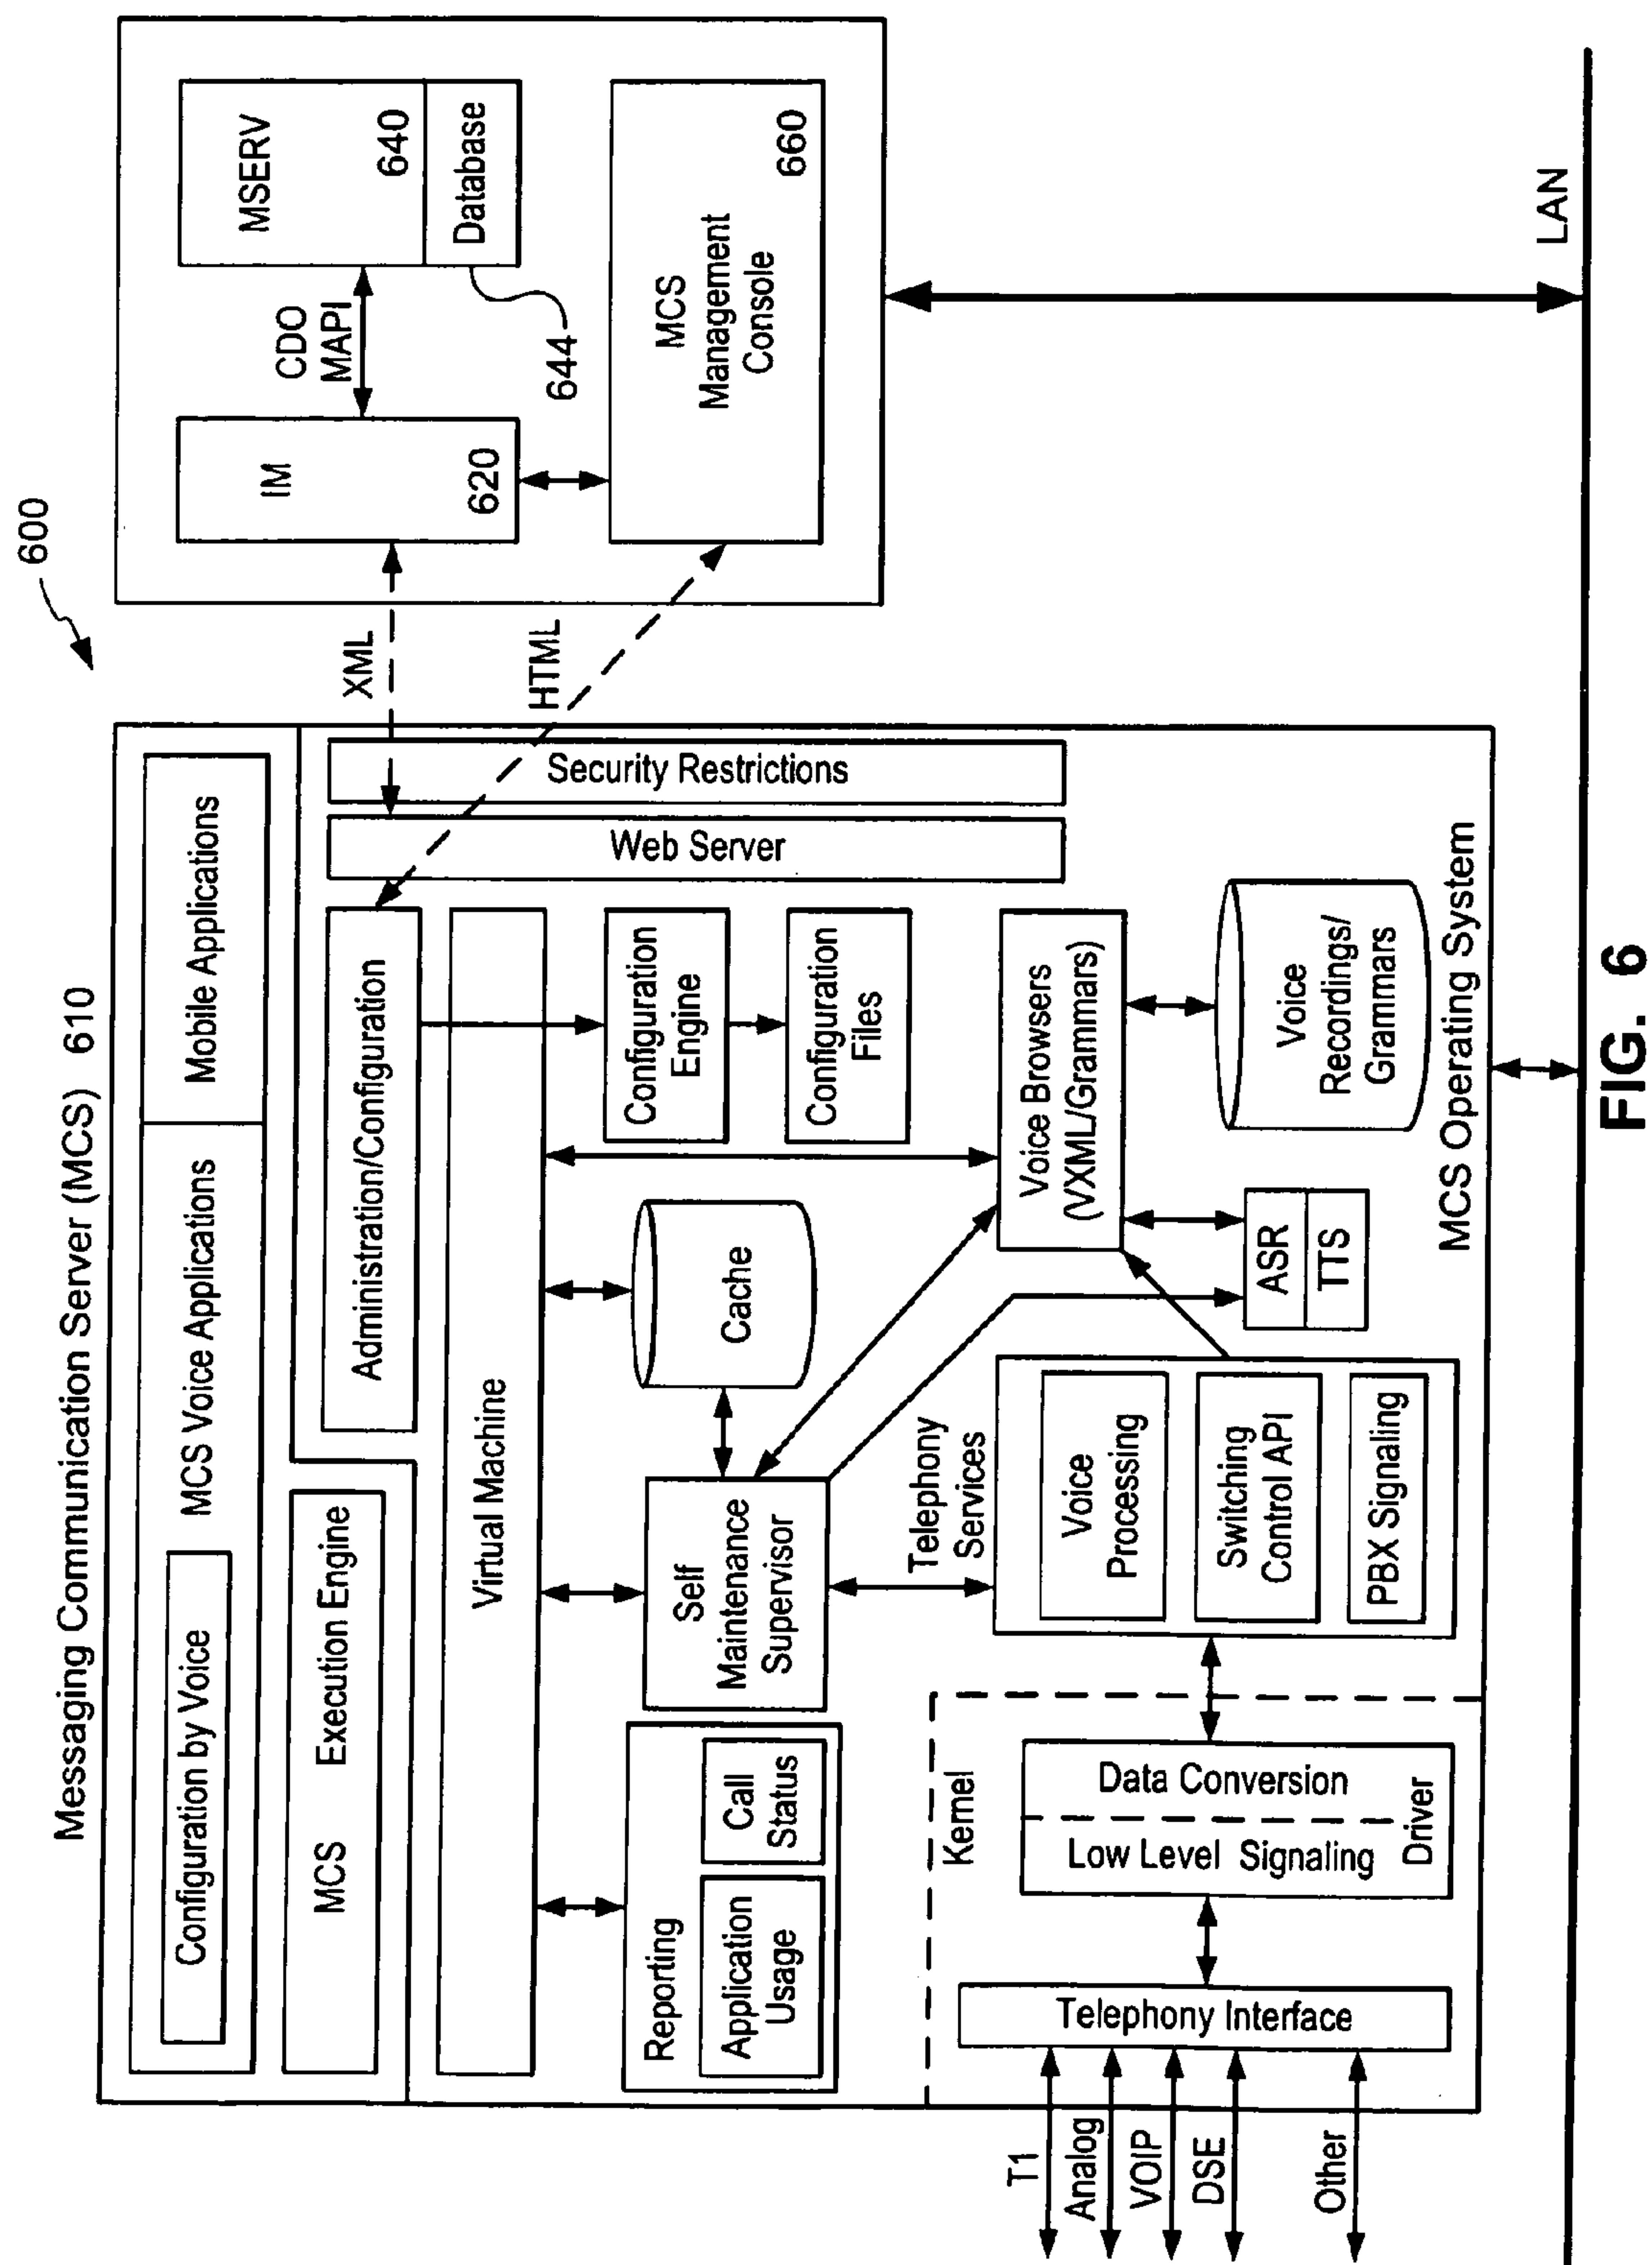 600
Messaging Communication Server (MCS) 610
Configuration by Voice
MCS Voice Applications
Mobile Applications
MCS Execution Engine
Administration/Configuration
Virtual Machine
Web Server
Security Restrictions
XML
HTML
IM
620
CDO
MAPI
MSERV
640
Database
644
MCS
Management
Console
660
Reporting
Application
Usage
Call
Status
Self
Maintenance
Supervisor
Cache
Configuration
Engine
Configuration
Files
Telephony
Services
Voice
Processing
Switching
Control API
PBX Signaling
Voice Browsers
(VXML/Grammars)
ASR
TTS
Voice
Recordings/
Grammars
Kernel
Telephony Interface
Low Level Signaling
Data Conversion
Driver
T1
Analog
VOIP
DSE
Other
MCS Operating System
LAN
FIG. 6